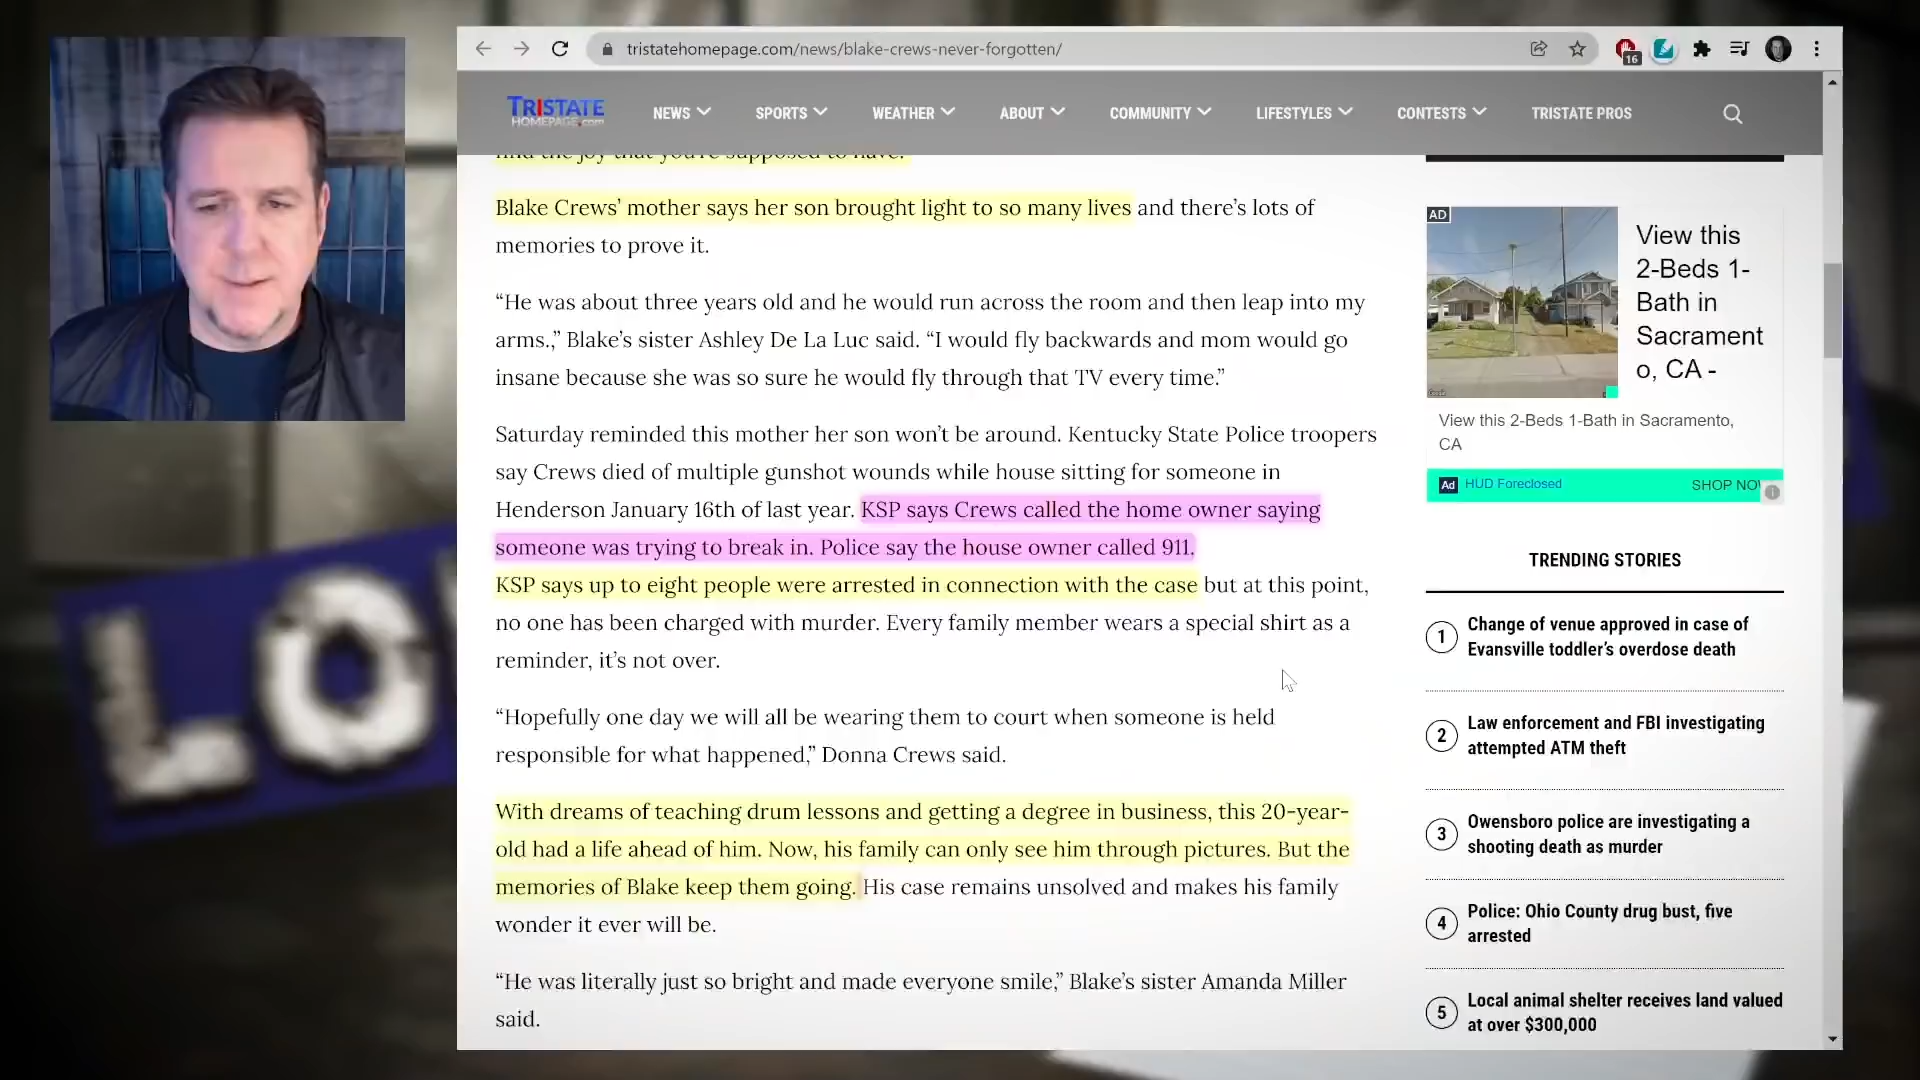 tristatehomepage.com/news/blake-crews-never-forgotten/
16
TRISTATE
HOMEPAGE.com
NEWS
SPORTS
WEATHER
ABOUT
COMMUNITY
LIFESTYLES
CONTESTS
TRISTATE PROS
find the joy that you're supposed to have.
Blake Crews’ mother says her son brought light to so many lives and there’s lots of
memories to prove it.
“He was about three years old and he would run across the room and then leap into my
arms.,” Blake’s sister Ashley De La Luc said. “I would fly backwards and mom would go
insane because she was so sure he would fly through that TV every time.”
Saturday reminded this mother her son won’t be around. Kentucky State Police troopers
say Crews died of multiple gunshot wounds while house sitting for someone in
Henderson January 16th of last year. KSP says Crews called the home owner saying
someone was trying to break in. Police say the house owner called 911.
KSP says up to eight people were arrested in connection with the case but at this point,
no one has been charged with murder. Every family member wears a special shirt as a
reminder, it’s not over.
“Hopefully one day we will all be wearing them to court when someone is held
responsible for what happened,” Donna Crews said.
With dreams of teaching drum lessons and getting a degree in business, this 20-year-
old had a life ahead of him. Now, his family can only see him through pictures. But the
memories of Blake keep them going. His case remains unsolved and makes his family
wonder it ever will be.
“He was literally just so bright and made everyone smile,” Blake’s sister Amanda Miller
said.
AD
View this
2-Beds 1-
Bath in
Sacrament
o, CA -
View this 2-Beds 1-Bath in Sacramento,
CA
Ad HUD Foreclosed
SHOP NO
TRENDING STORIES
1 Change of venue approved in case of
Evansville toddler’s overdose death
2 Law enforcement and FBI investigating
attempted ATM theft
3 Owensboro police are investigating a
shooting death as murder
4 Police: Ohio County drug bust, five
arrested
5 Local animal shelter receives land valued
at over $300,000
LO